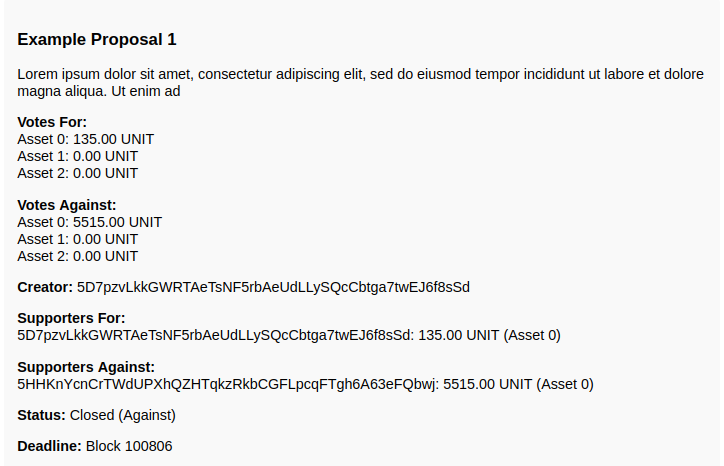 Example Proposal 1
Lorem ipsum dolor sit amet, consectetur adipiscing elit, sed do eiusmod tempor incididunt ut labore et dolore
magna aliqua. Ut enim ad
Votes For:
Asset 0: 135.00 UNIT
Asset 1: 0.00 UNIT
Asset 2: 0.00 UNIT
Votes Against:
Asset 0: 5515.00 UNIT
Asset 1: 0.00 UNIT
Asset 2: 0.00 UNIT
Creator: 5D7pzvLkkGWRTAeTsNF5rbAeUdLLySQcCbtga7twEJ6f8sSd
Supporters For:
5D7pzvLkkGWRTAeTsNF5rbAeUdLLySQcCbtga7twEJ6f8sSd: 135.00 UNIT (Asset 0)
Supporters Against:
5HHKnYcnCrTWdUPXhQZHTqkzRkbCGFLpcqFTgh6A63eFQbwj: 5515.00 UNIT (Asset 0)
Status: Closed (Against)
Deadline: Block 100806